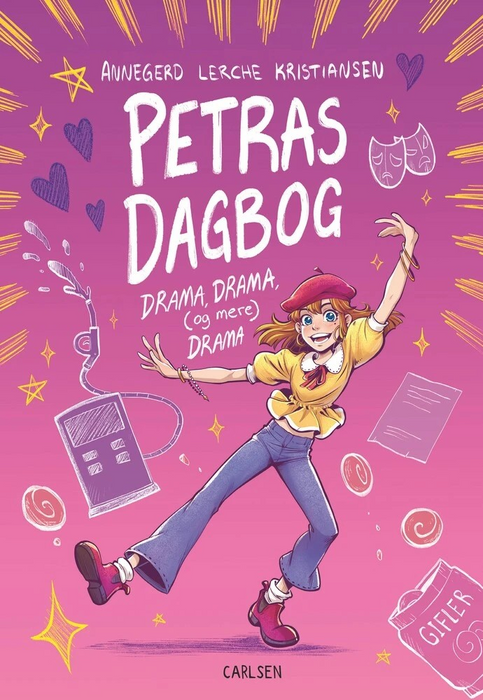 ANNEGERD LERCHE KRISTIANSEN
PETRAS
DAGBOG
DRAMA, DRAMA,
(og mere)
DRAMA
GIFLER
CARLSEN